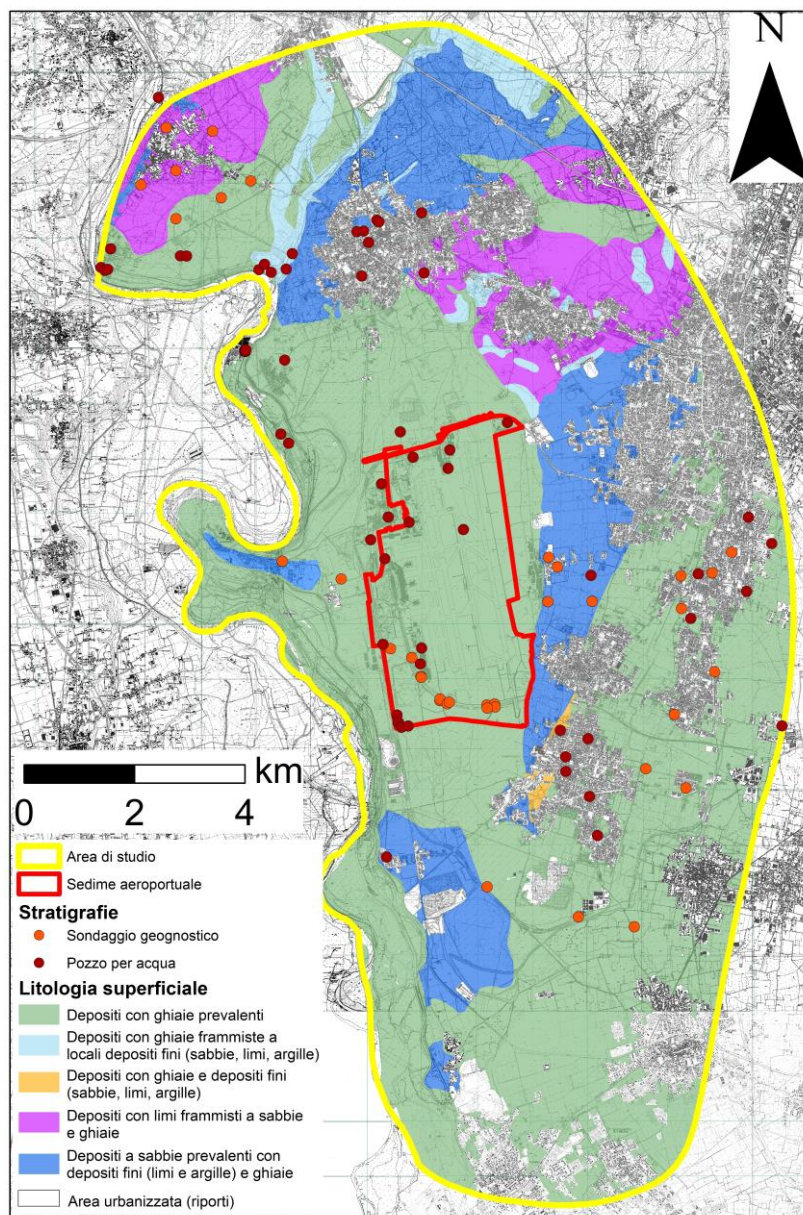 N
km
0 2 4
Area di studio
Sedime aeroportuale
Stratigrafie
Sondaggio geognostico
Pozzo per acqua
Litologia superficiale
Depositi con ghiaie prevalenti
Depositi con ghiaie frammiste a
locali depositi fini (sabbie, limi, argille)
Depositi con ghiaie e depositi fini
(sabbie, limi, argille)
Depositi con limi frammisti a sabbie
e ghiaie
Depositi a sabbie prevalenti con
depositi fini (limi e argille) e ghiaie
Area urbanizzata (riporti)